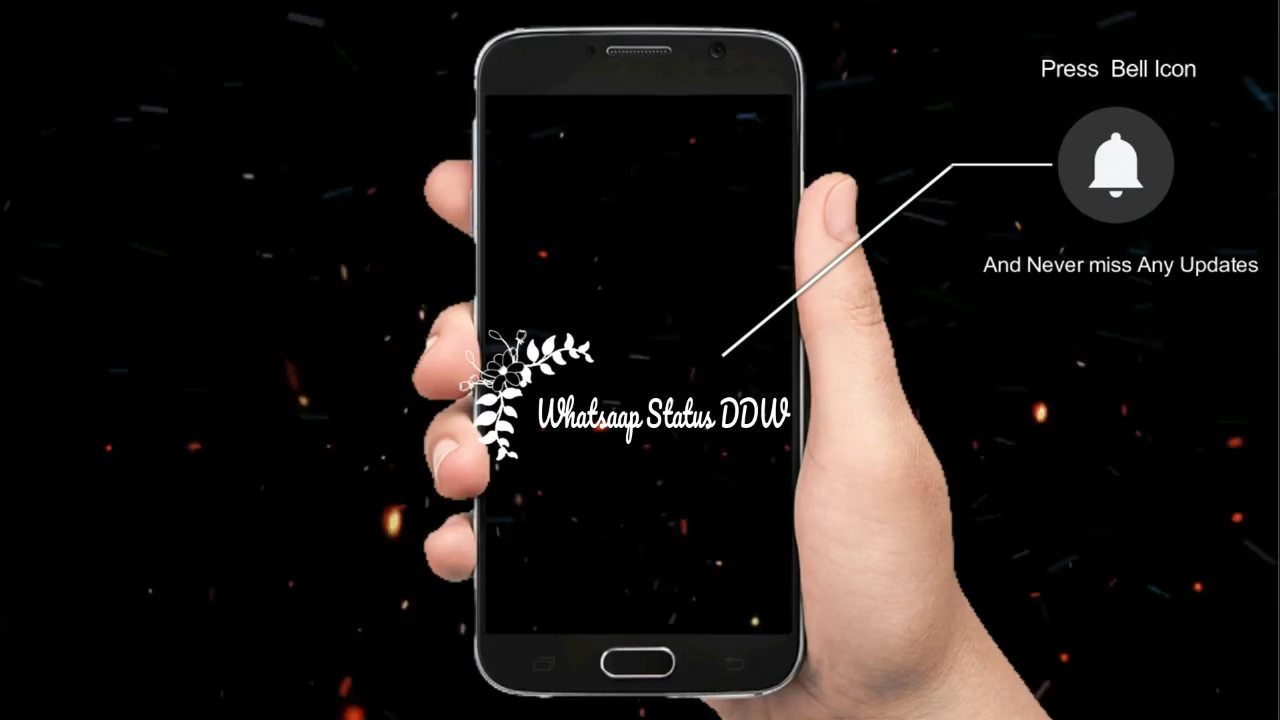 Press Bell Icon
And Never miss Any Updates
Whatsaap Status DDW